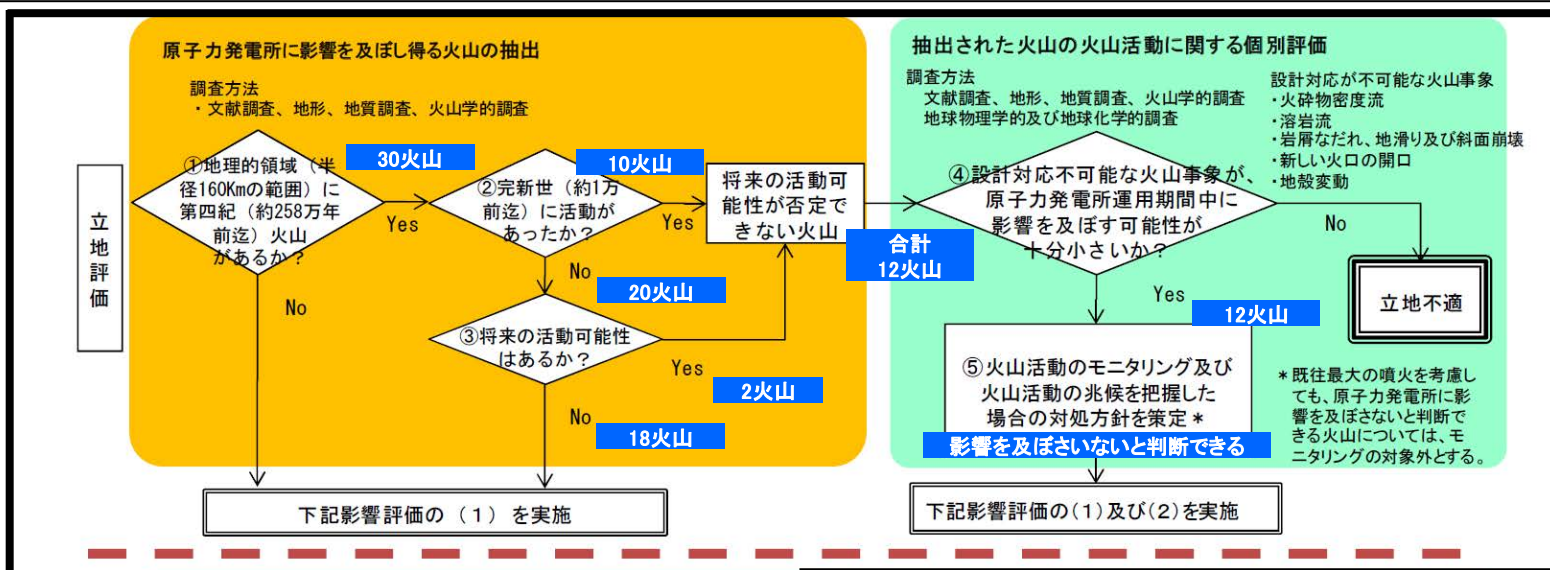 原子力発電所に影響を及ぼし得る火山の抽出
調査方法
・文献調査、地形、地質調査、火山学的調査
立地評価
①地理的領域（半
径160Kmの範囲）に
第四紀（約258万年
前迄）火山
があるか？
30火山
Yes
No
②完新世（約1万
前迄）に活動が
あったか？
10火山
Yes
No
20火山
③将来の活動可能性
はあるか？
Yes
2火山
No
18火山
将来の活動可
能性が否定で
きない火山
合計
12火山
下記影響評価の（1）を実施
抽出された火山の火山活動に関する個別評価
調査方法
文献調査、地形、地質調査、火山学的調査
地球物理学的及び地球化学的調査
設計対応が不可能な火山事象
・火砕物密度流
・溶岩流
・岩屑なだれ、地滑り及び斜面崩壊
・新しい火口の開口
・地殻変動
④設計対応不可能な火山事象が、
原子力発電所運用期間中に
影響を及ぼす可能性が
十分小さいか？
No
立地不適
Yes
12火山
⑤火山活動のモニタリング及び
火山活動の兆候を把握した
場合の対処方針を策定＊
影響を及ぼさいないと判断できる
＊既往最大の噴火を考慮し
ても、原子力発電所に影
響を及ぼさないと判断で
きる火山については、モ
ニタリングの対象外とする。
下記影響評価の(1)及び(2)を実施